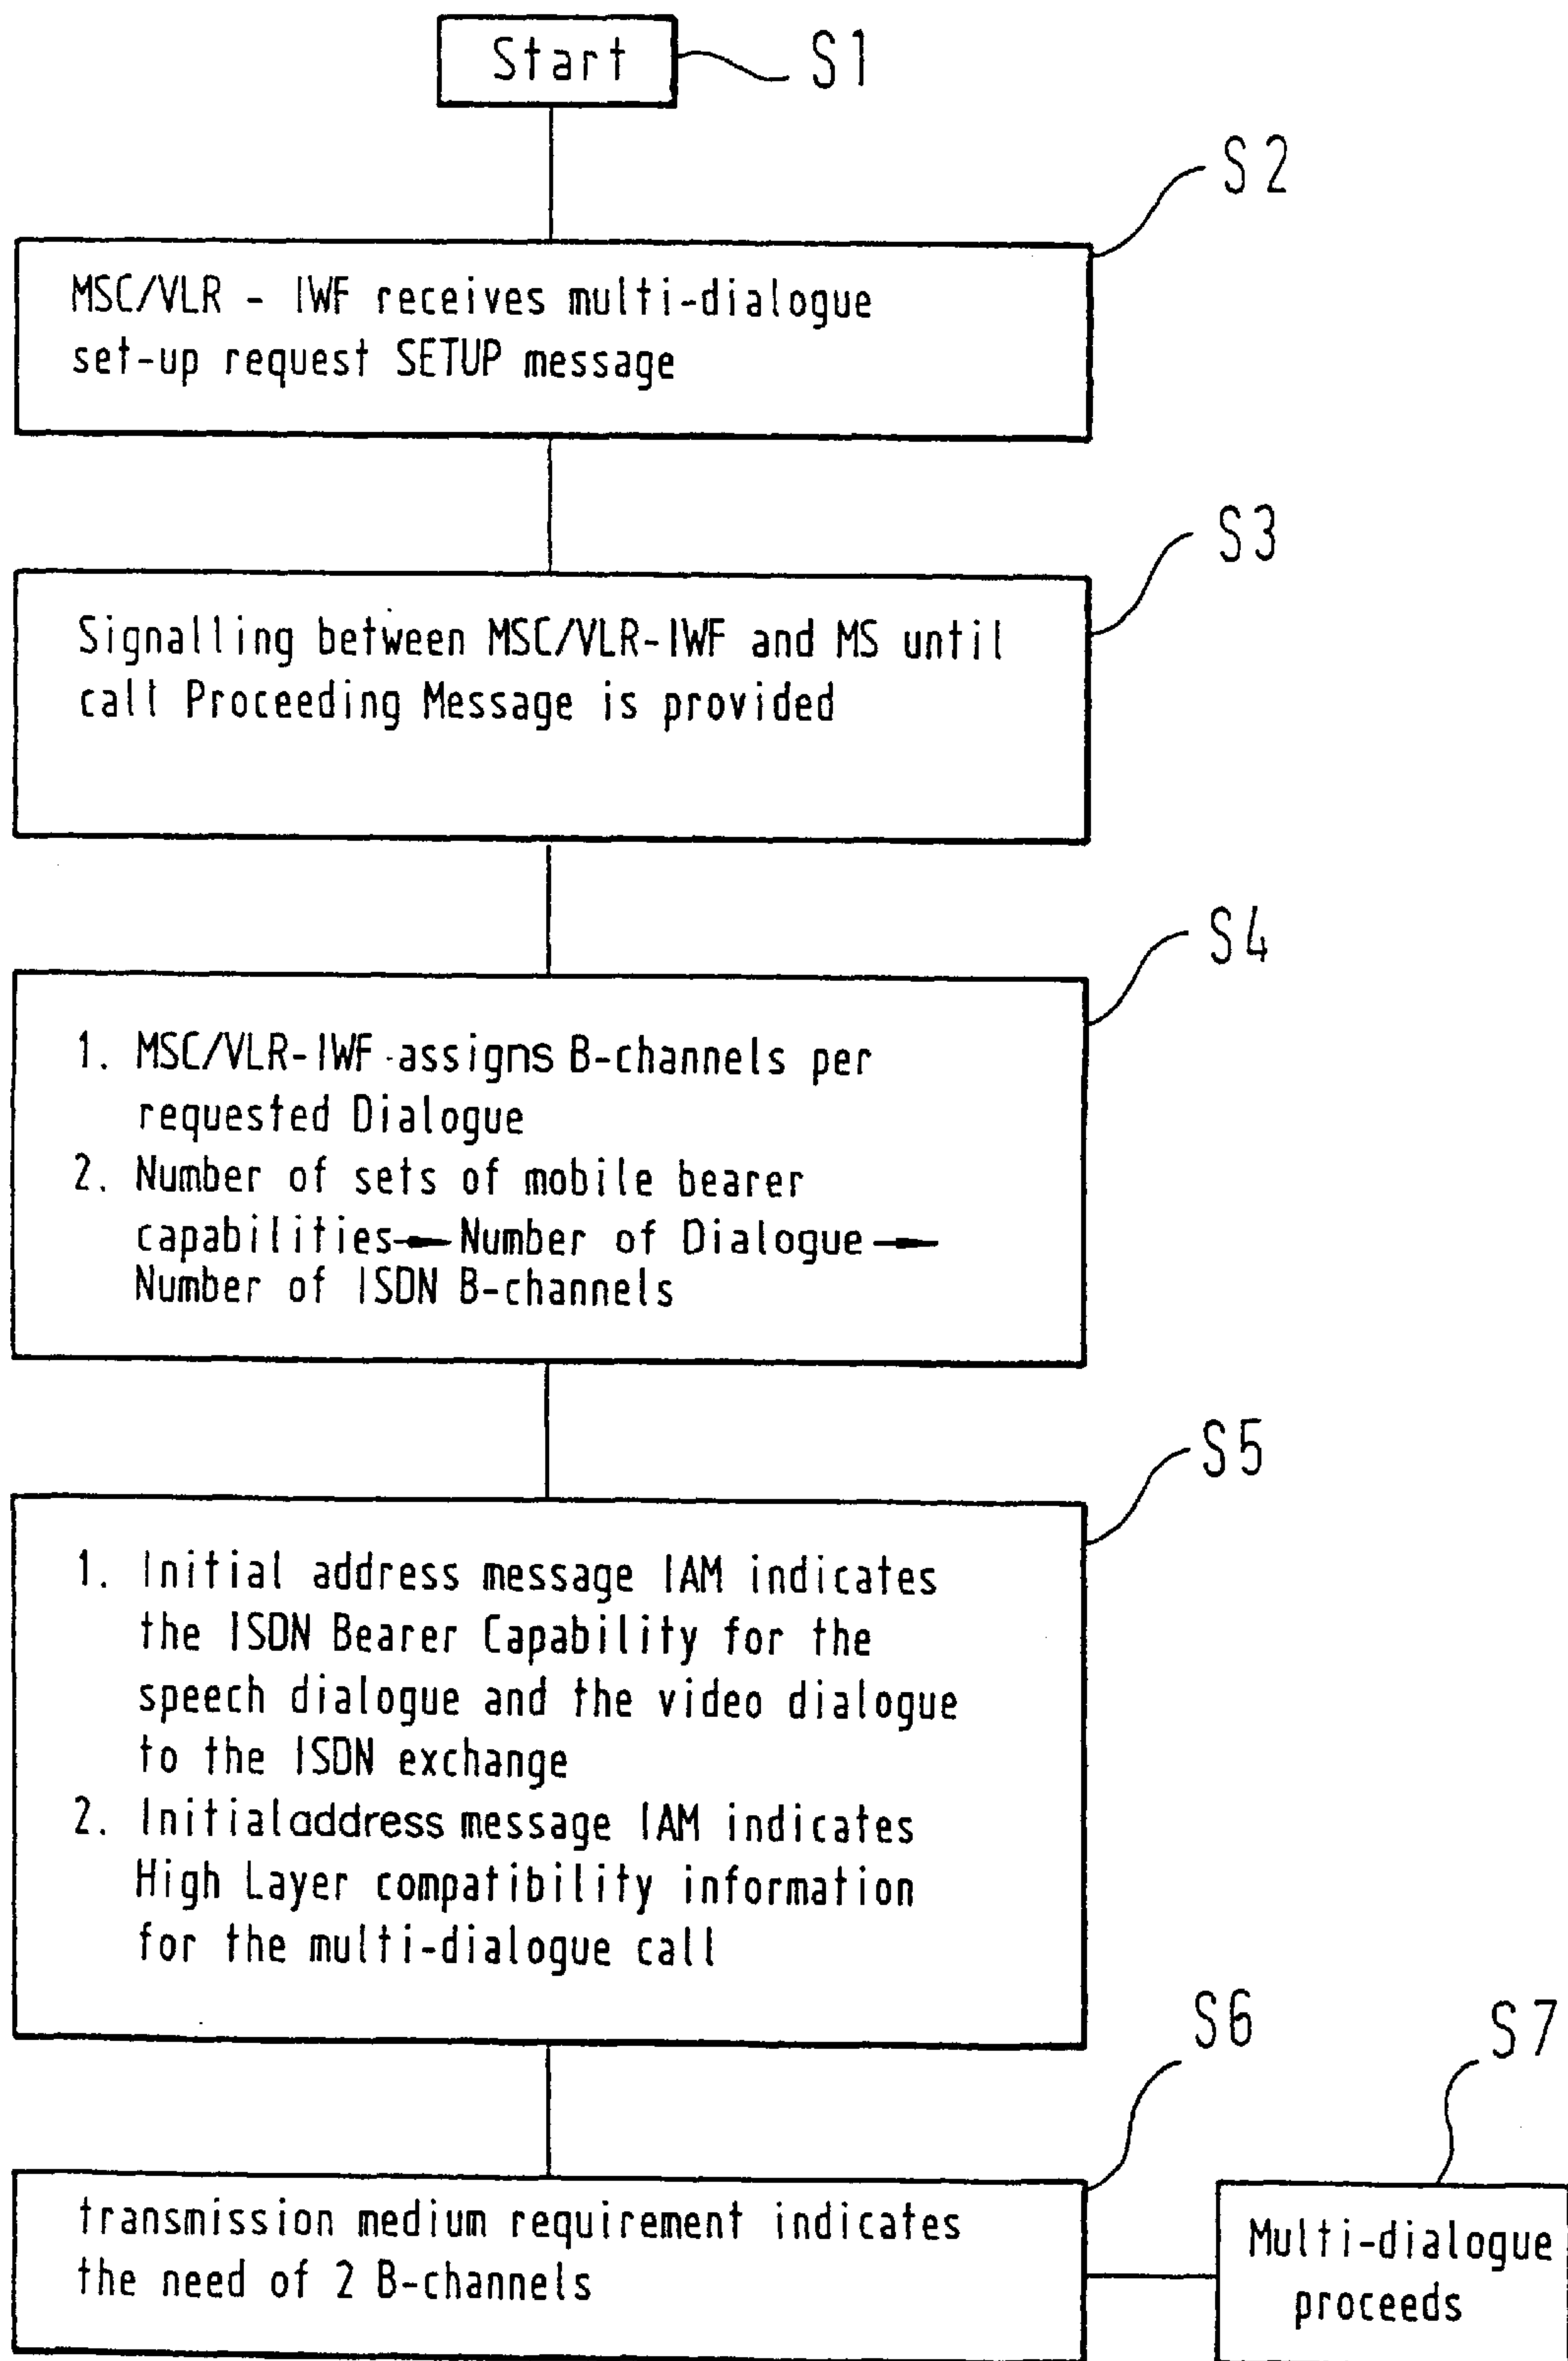 Start
S1
S2
MSC/VLR - IWF receives multi-dialogue
set-up request SETUP message
S3
Signalling between MSC/VLR-IWF and MS until
call Proceeding Message is provided
S4
1. MSC/VLR-IWF assigns B-channels per
requested Dialogue
2. Number of sets of mobile bearer
capabilities → Number of Dialogue →
Number of ISDN B-channels
S5
1. Initial address message IAM indicates
the ISDN Bearer Capability for the
speech dialogue and the video dialogue
to the ISDN exchange
2. Initial address message IAM indicates
High Layer compatibility information
for the multi-dialogue call
S6
S7
transmission medium requirement indicates
the need of 2 B-channels
Multi-dialogue
proceeds